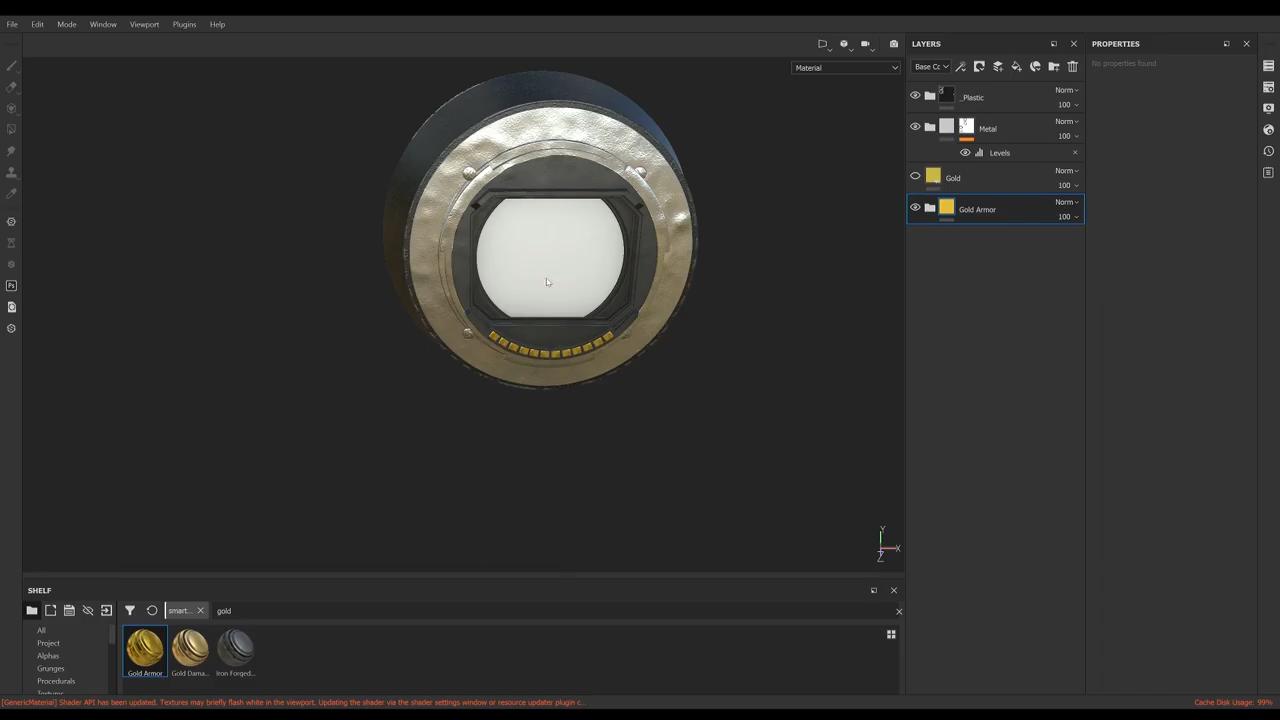 File Edit Mode Window Viewport Plugins Help
Material
LAYERS
Base Cc
_Plastic
Norm
100
Metal
Norm
100
Levels
Gold
Norm
100
Gold Armor
Norm
100
PROPERTIES
No properties found
Y
X
Z
SHELF
smart...
gold
All
Project
Alphas
Grunges
Procedurals
Textures
Gold Armor
Gold Dama...
Iron Forged...
[GenericMaterial] Shader API has been updated. Textures may briefly flash white in the viewport. Updating the shader via the shader settings window or resource updater plugin c...
Cache Disk Usage: 99%